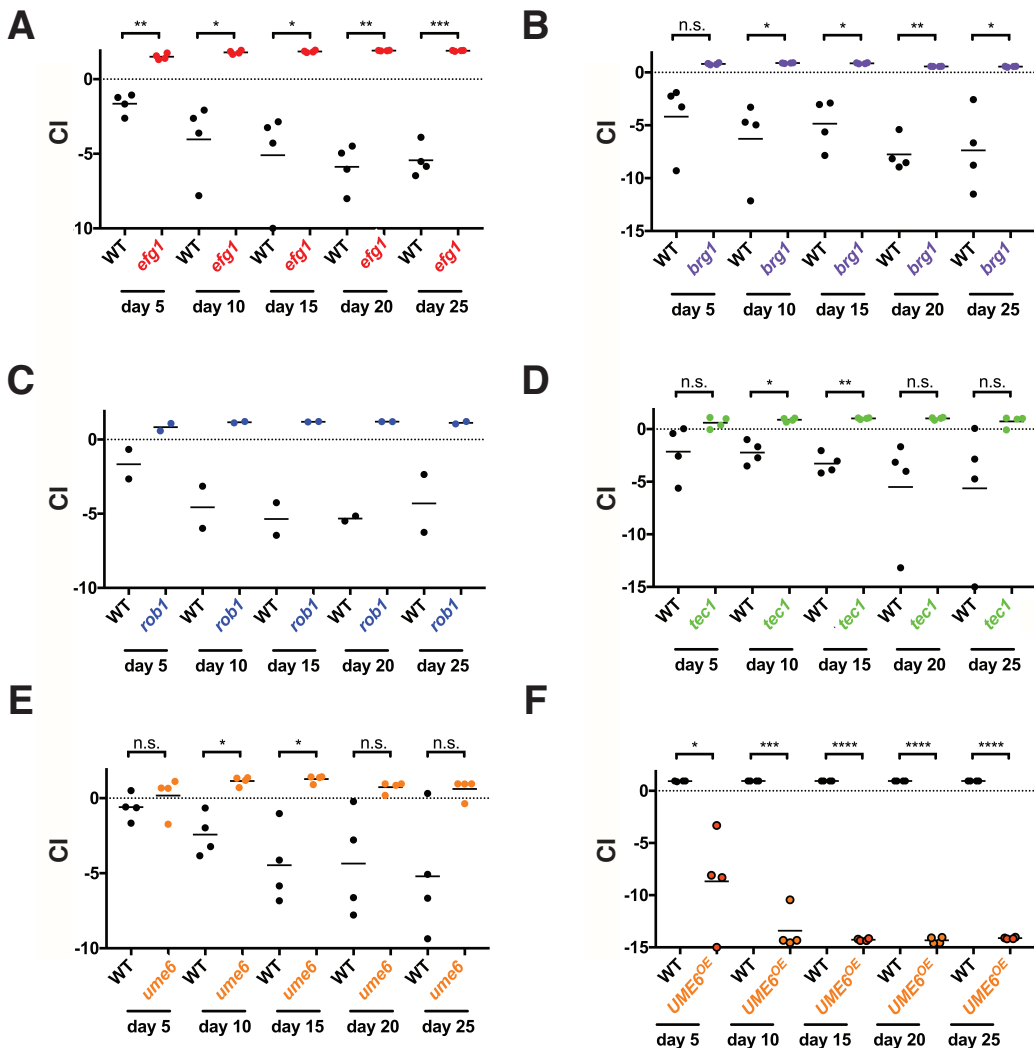 A
** * * ** ***
0
-5
10
CI
WT efg1 WT efg1 WT efg1 WT efg1 WT efg1
day 5 day 10 day 15 day 20 day 25
B
n.s. * * ** *
0
-5
-10
-15
CI
WT brg1 WT brg1 WT brg1 WT brg1 WT brg1
day 5 day 10 day 15 day 20 day 25
C
0
-5
-10
CI
WT rob1 WT rob1 WT rob1 WT rob1 WT rob1
day 5 day 10 day 15 day 20 day 25
D
n.s. * ** n.s. n.s.
0
-5
-10
-15
CI
WT tec1 WT tec1 WT tec1 WT tec1 WT tec1
day 5 day 10 day 15 day 20 day 25
E
n.s. * * n.s. n.s.
0
-5
-10
CI
WT ume6 WT ume6 WT ume6 WT ume6 WT ume6
day 5 day 10 day 15 day 20 day 25
F
* *** **** **** ****
0
-5
-10
-15
CI
WT UME6OE WT UME6OE WT UME6OE WT UME6OE WT UME6OE
day 5 day 10 day 15 day 20 day 25